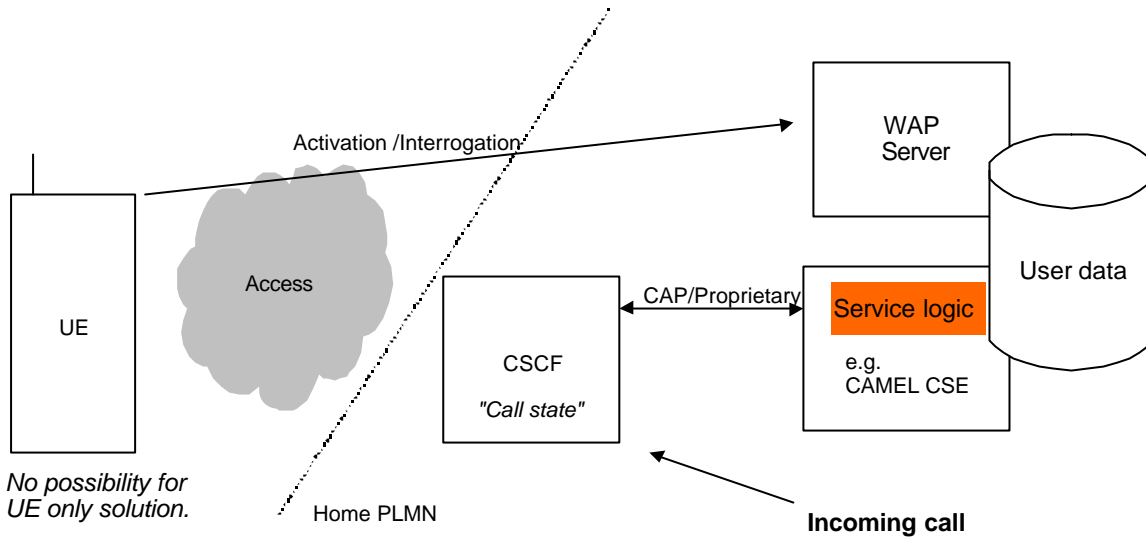 WAP
Server
Activation /Interrogation
User data
Access
CAP/Proprietary
Service logic
UE
CSCF
"Call state"
e.g.
CAMEL CSE
No possibility for
UE only solution.
Home PLMN
Incoming call